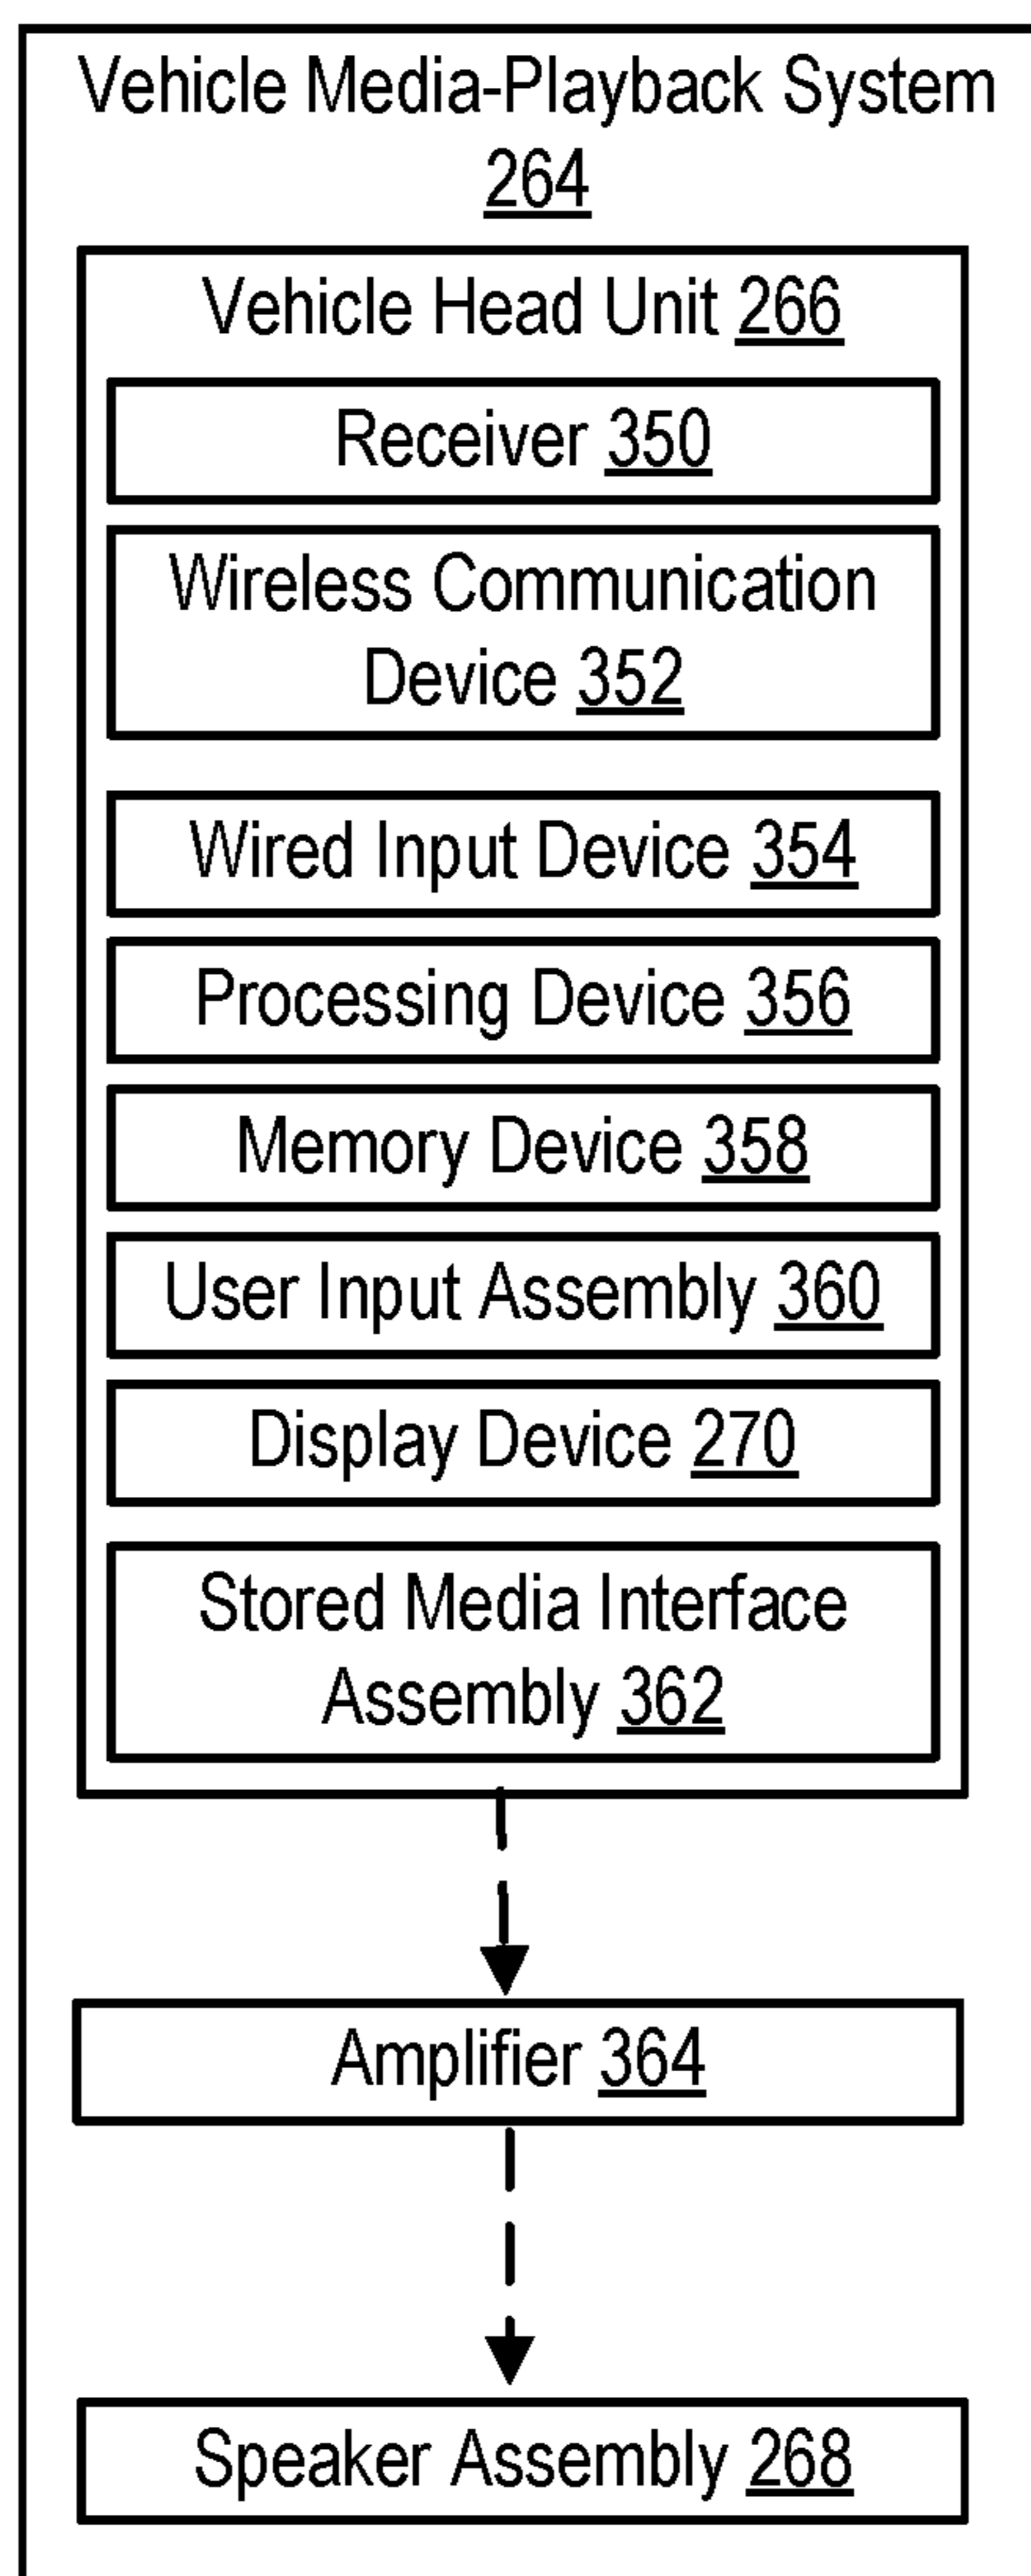 Vehicle Media-Playback System
264
Vehicle Head Unit 266
Receiver 350
Wireless Communication
Device 352
Wired Input Device 354
Processing Device 356
Memory Device 358
User Input Assembly 360
Display Device 270
Stored Media Interface
Assembly 362
Amplifier 364
Speaker Assembly 268